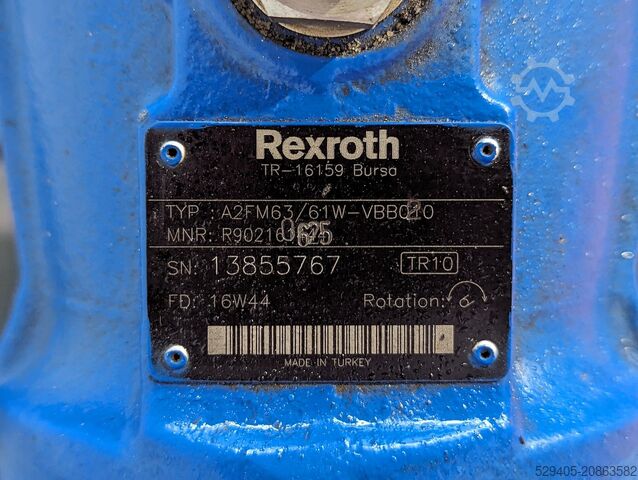 Rexroth
TR-16159 Bursa
TYP: A2FM63/61W-VBB010
MNR:
SN: 13855767 TR10
FD: 16W44 Rotation:
MADE IN TURKEY
529405-20863582